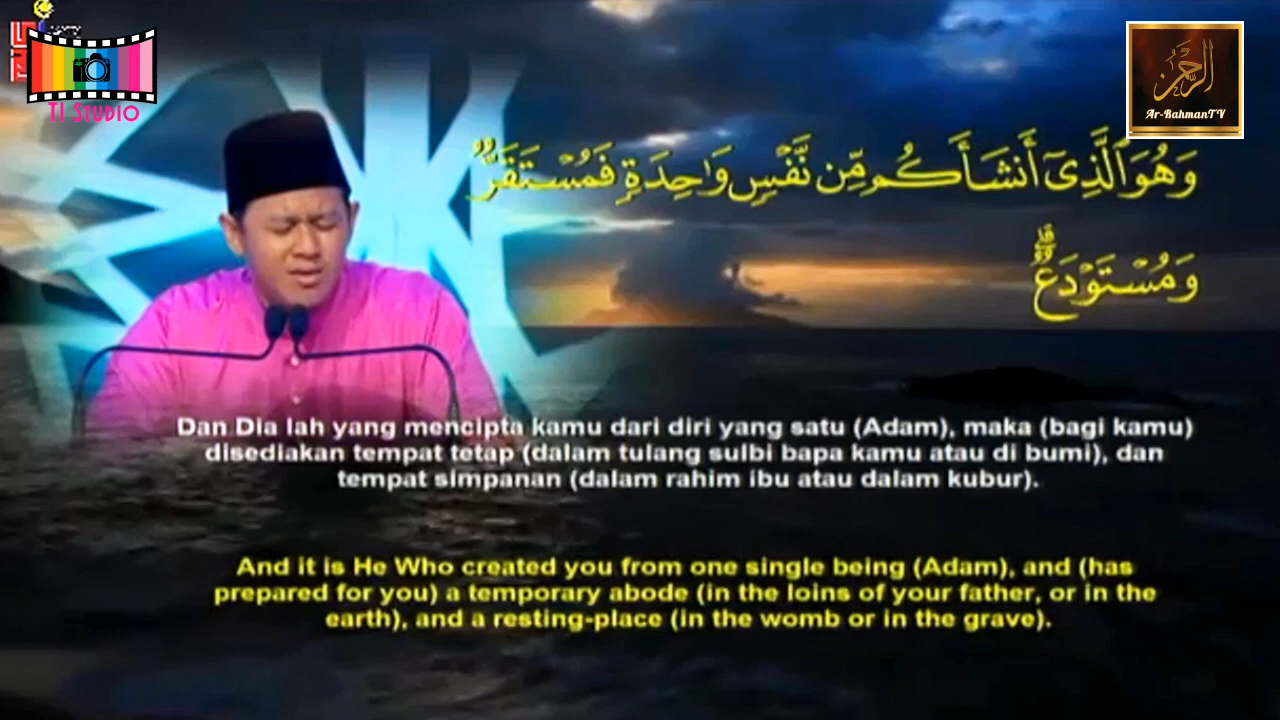 TI STUDIO
الرحمن
Ar-RahmanTV
وَهُوَ ٱلَّذِىٓ أَنشَأَكُم مِّن نَّفْسٍ وَٰحِدَةٍ فَمُسْتَقَرٌّ
وَمُسْتَوْدَعٌ ۗ
Dan Dia lah yang mencipta kamu dari diri yang satu (Adam), maka (bagi kamu)
disediakan tempat tetap (dalam tulang sulbi bapa kamu atau di bumi), dan
tempat simpanan (dalam rahim ibu atau dalam kubur).
And it is He Who created you from one single being (Adam), and (has
prepared for you) a temporary abode (in the loins of your father, or in the
earth), and a resting-place (in the womb or in the grave).